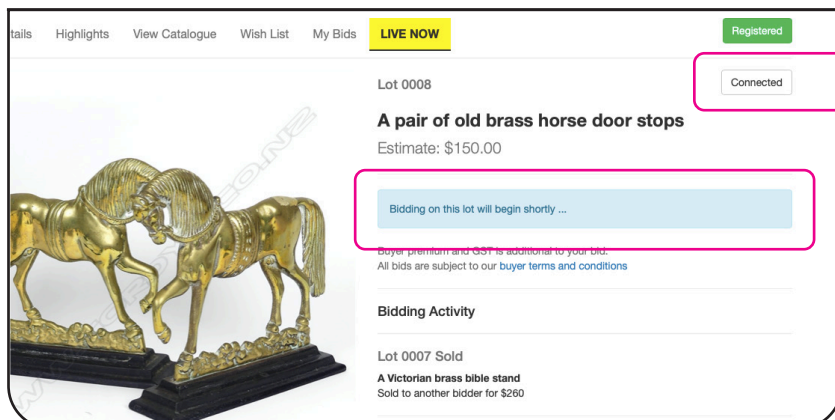 tails Highlights View Catalogue Wish List My Bids LIVE NOW Registered
Connected
Lot 0008
A pair of old brass horse door stops
Estimate: $150.00
Bidding on this lot will begin shortly ...
Buyer premium and GST is additional to your bid.
All bids are subject to our buyer terms and conditions
Bidding Activity
Lot 0007 Sold
A Victorian brass bible stand
Sold to another bidder for $260